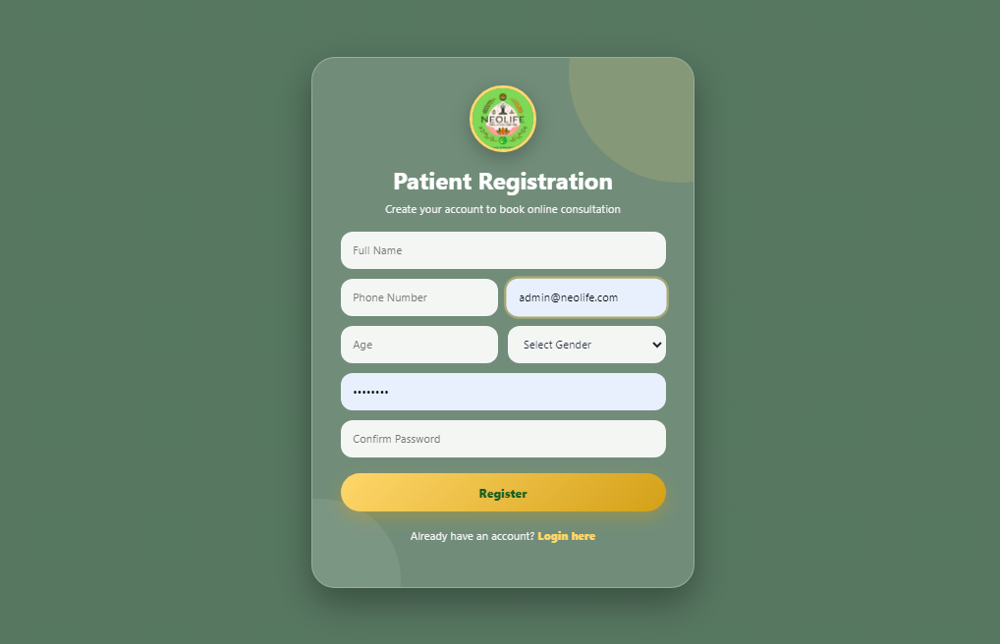 NEOLIFE
Patient Registration
Create your account to book online consultation
Full Name
Phone Number
admin@neolife.com
Age
Select Gender
••••••••
Confirm Password
Register
Already have an account? Login here